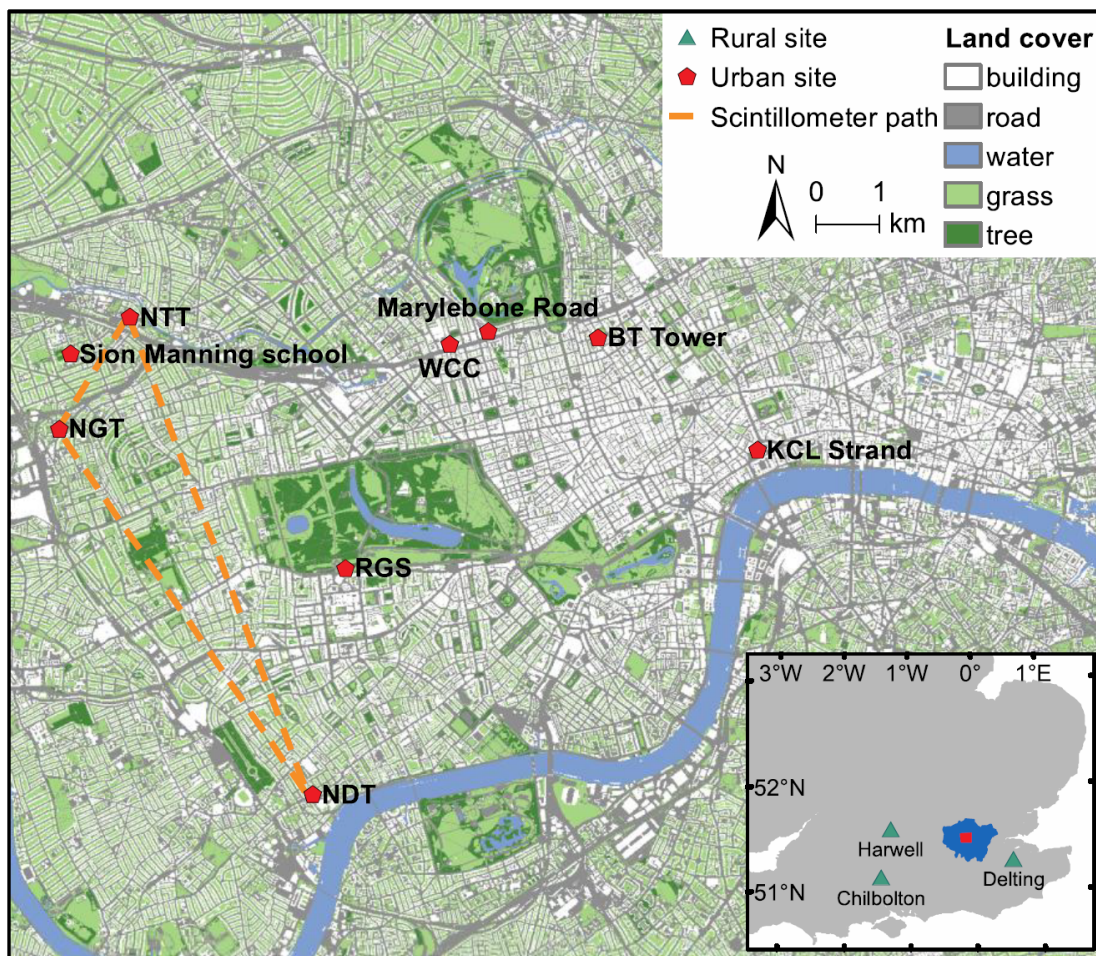 Rural site
Urban site
Scintillometer path
N
0 1
km
Land cover
building
road
water
grass
tree
NTT
Sion Manning school
NGT
Marylebone Road
WCC
BT Tower
KCL Strand
RGS
NDT
3°W 2°W 1°W 0° 1°E
52°N
51°N
Harwell
Chilbolton
Delting